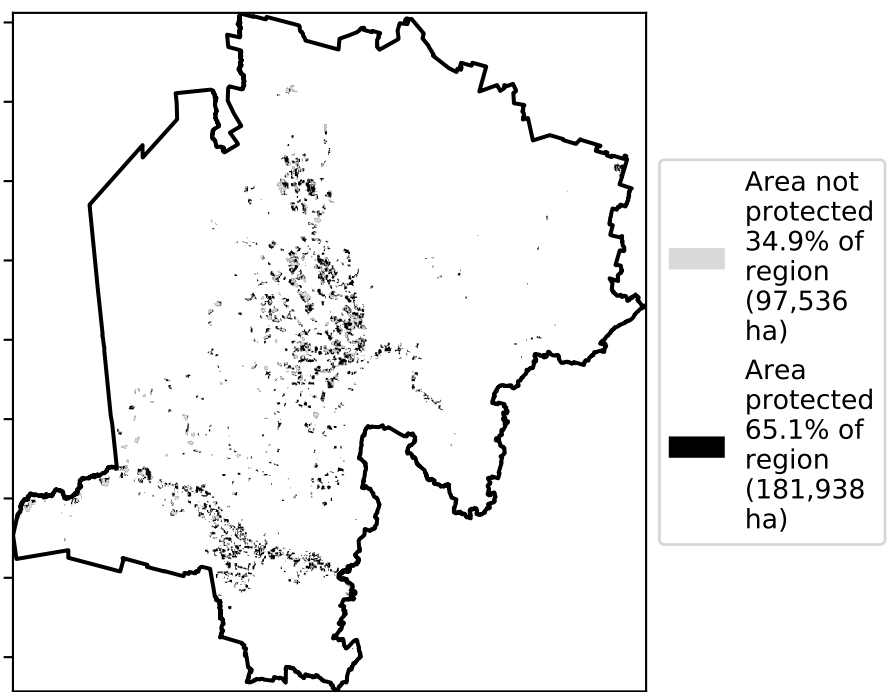 Area not
protected
34.9% of
region
(97,536
ha)
Area
protected
65.1% of
region
(181,938
ha)